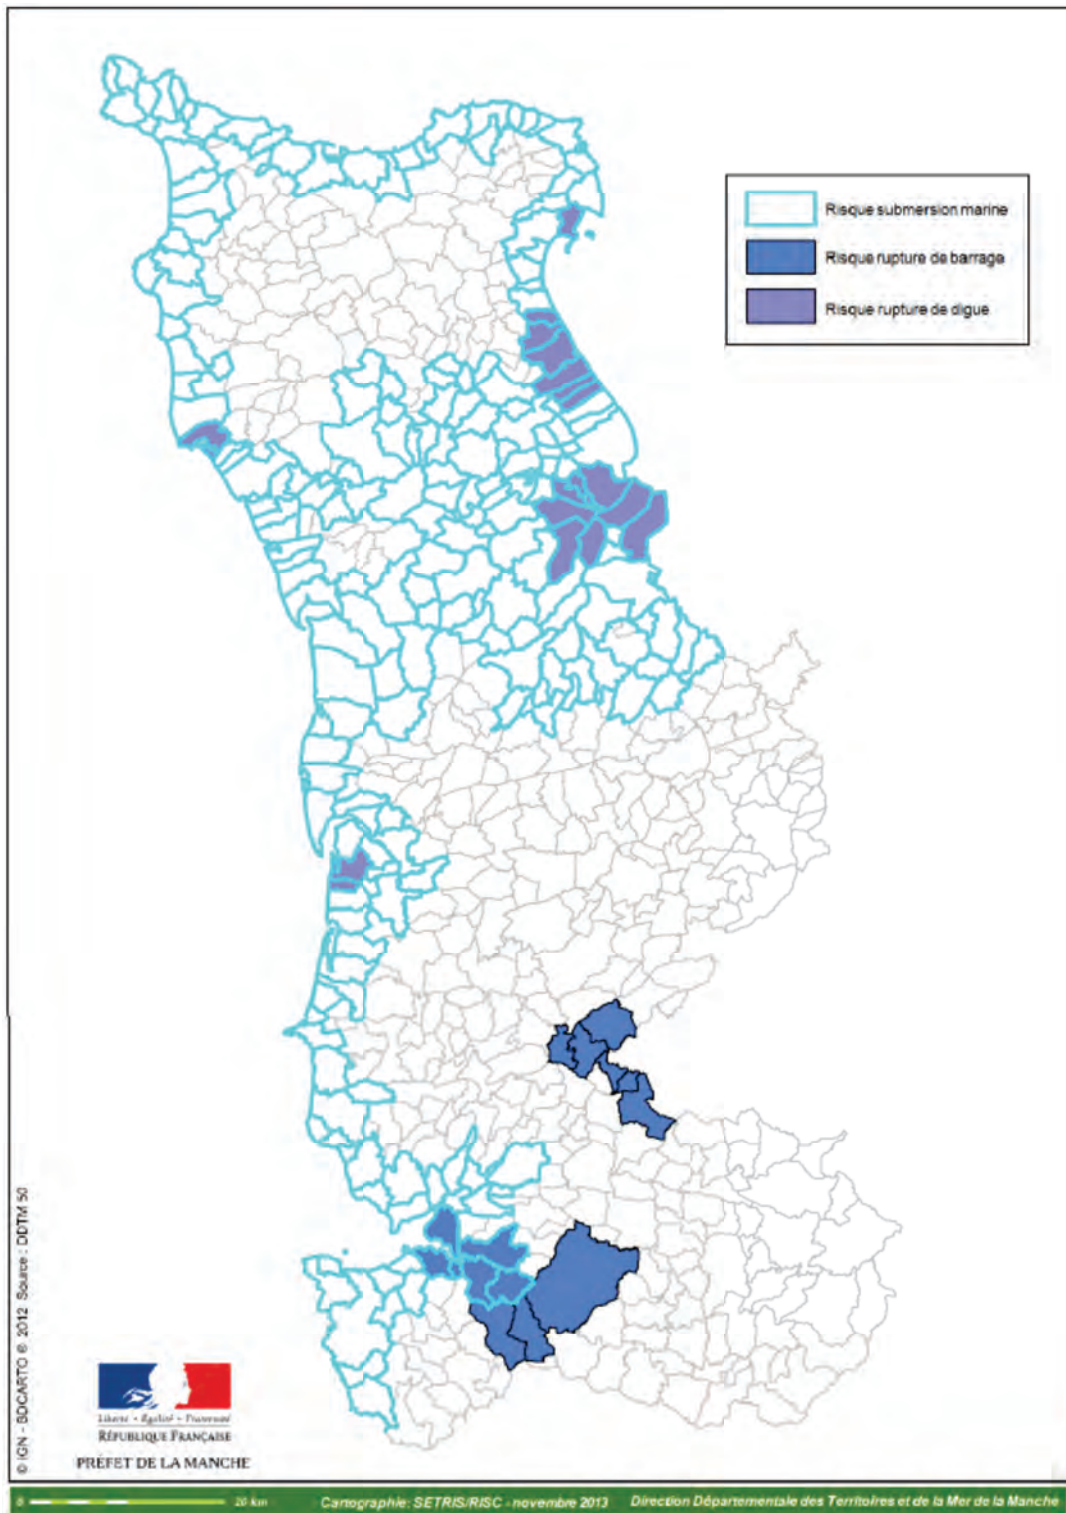 Risque submersion marine
Risque rupture de barrage
Risque rupture de digue
© IGN - BDCARTO © 2012 Source : DDTM 50
Liberté • Égalité • Fraternité
RÉPUBLIQUE FRANÇAISE
PRÉFET DE LA MANCHE
0 20 km Cartographie: SETRIS/RISC - novembre 2013 Direction Départementale des Territoires et de la Mer de la Manche